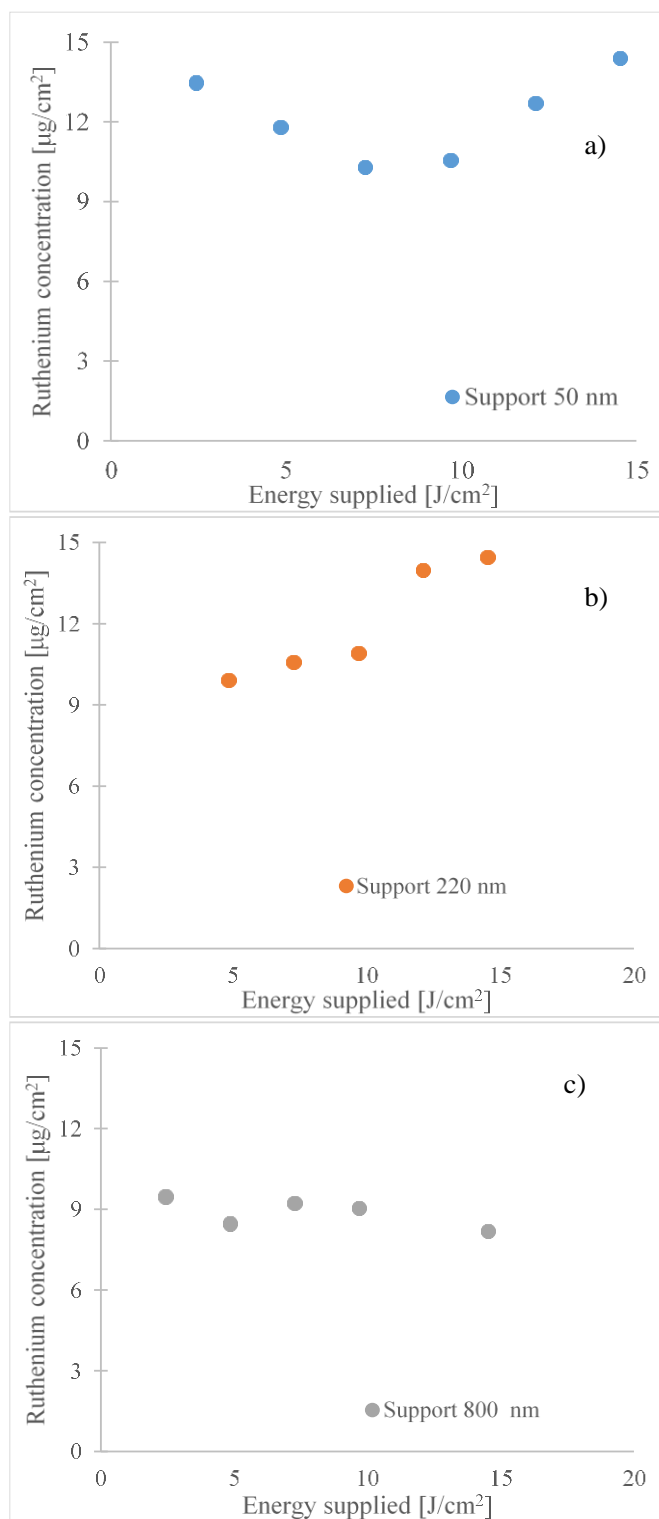 15
12
9
6
3
0
Ruthenium concentration [µg/cm²]
a)
Support 50 nm
0 5 10 15
Energy supplied [J/cm²]
15
12
9
6
3
0
Ruthenium concentration [µg/cm²]
b)
Support 220 nm
0 5 10 15 20
Energy supplied [J/cm²]
15
12
9
6
3
0
Ruthenium concentration [µg/cm²]
c)
Support 800 nm
0 5 10 15 20
Energy supplied [J/cm²]